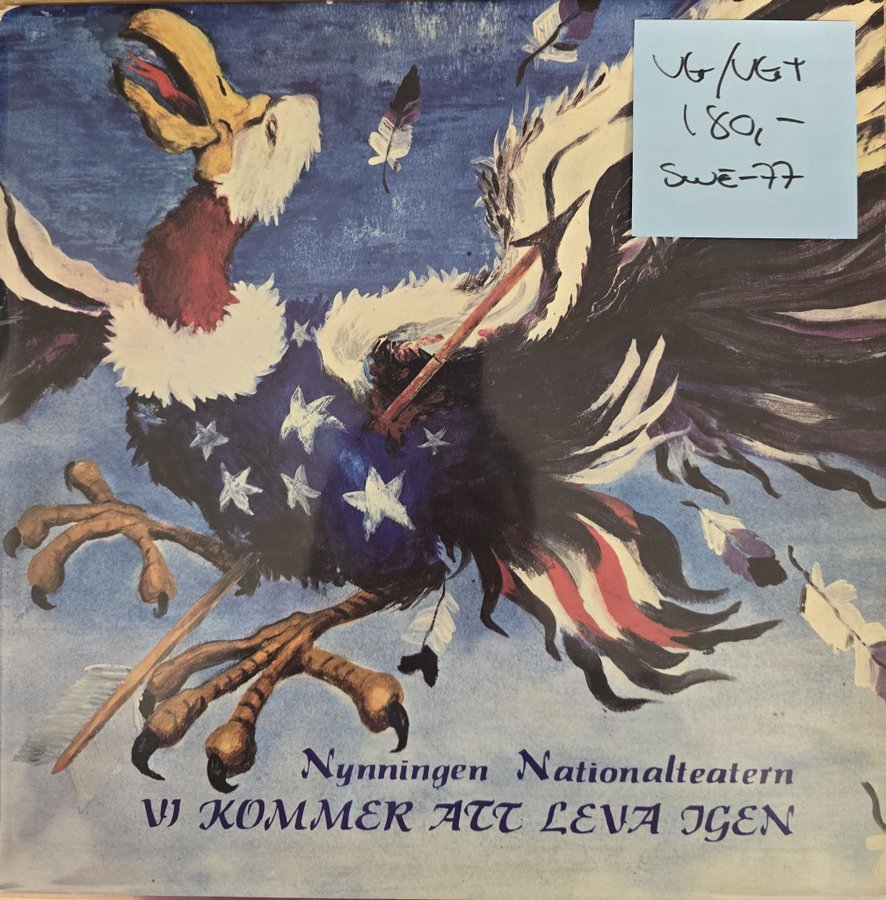 VG/VG+
180,-
SWE-77
Nynningen Nationalteatern
VI KOMMER ATT LEVA IGEN